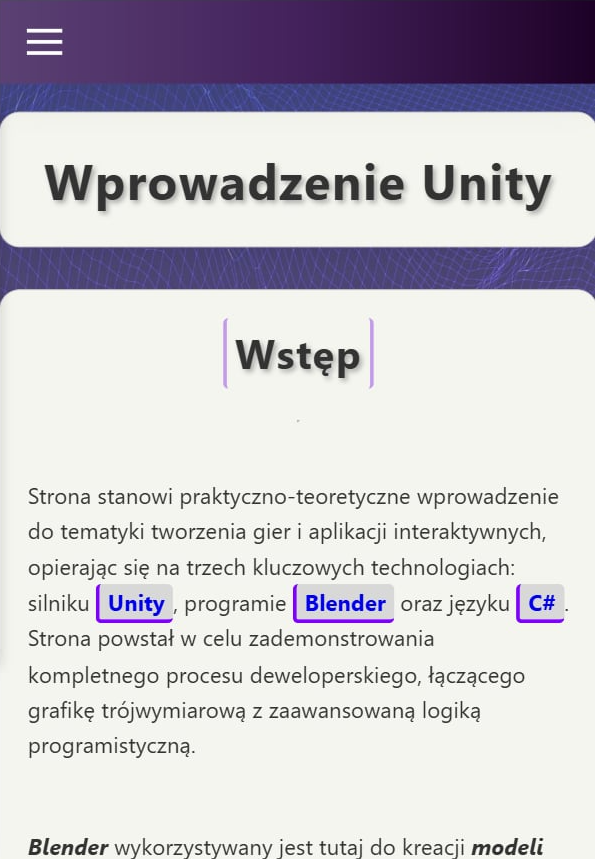 Wprowadzenie Unity
Wstęp
Strona stanowi praktyczno-teoretyczne wprowadzenie
do tematyki tworzenia gier i aplikacji interaktywnych,
opierając się na trzech kluczowych technologiach:
silniku Unity, programie Blender oraz języku C#.
Strona powstał w celu zademonstrowania
kompletnego procesu deweloperskiego, łączącego
grafikę trójwymiarową z zaawansowaną logiką
programistyczną.
Blender wykorzystywany jest tutaj do kreacji modeli